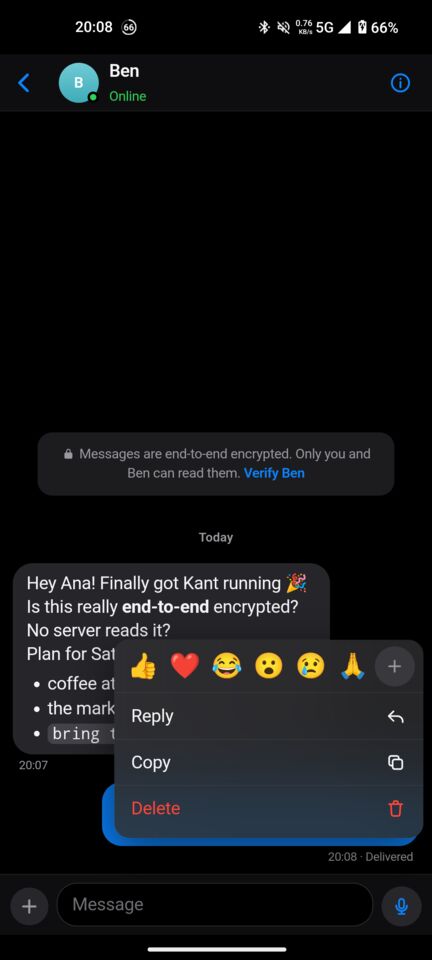 20:08 66 0.76 KB/s 5G 66%
B Ben
Online
Messages are end-to-end encrypted. Only you and
Ben can read them. Verify Ben
Today
Hey Ana! Finally got Kant running 🎉
Is this really end-to-end encrypted?
No server reads it?
Plan for Sat
• coffee at
• the mark
• bring t
20:07
👍 ❤️ 😂 😮 😢 🙏 +
Reply
Copy
Delete
20:08 · Delivered
Message